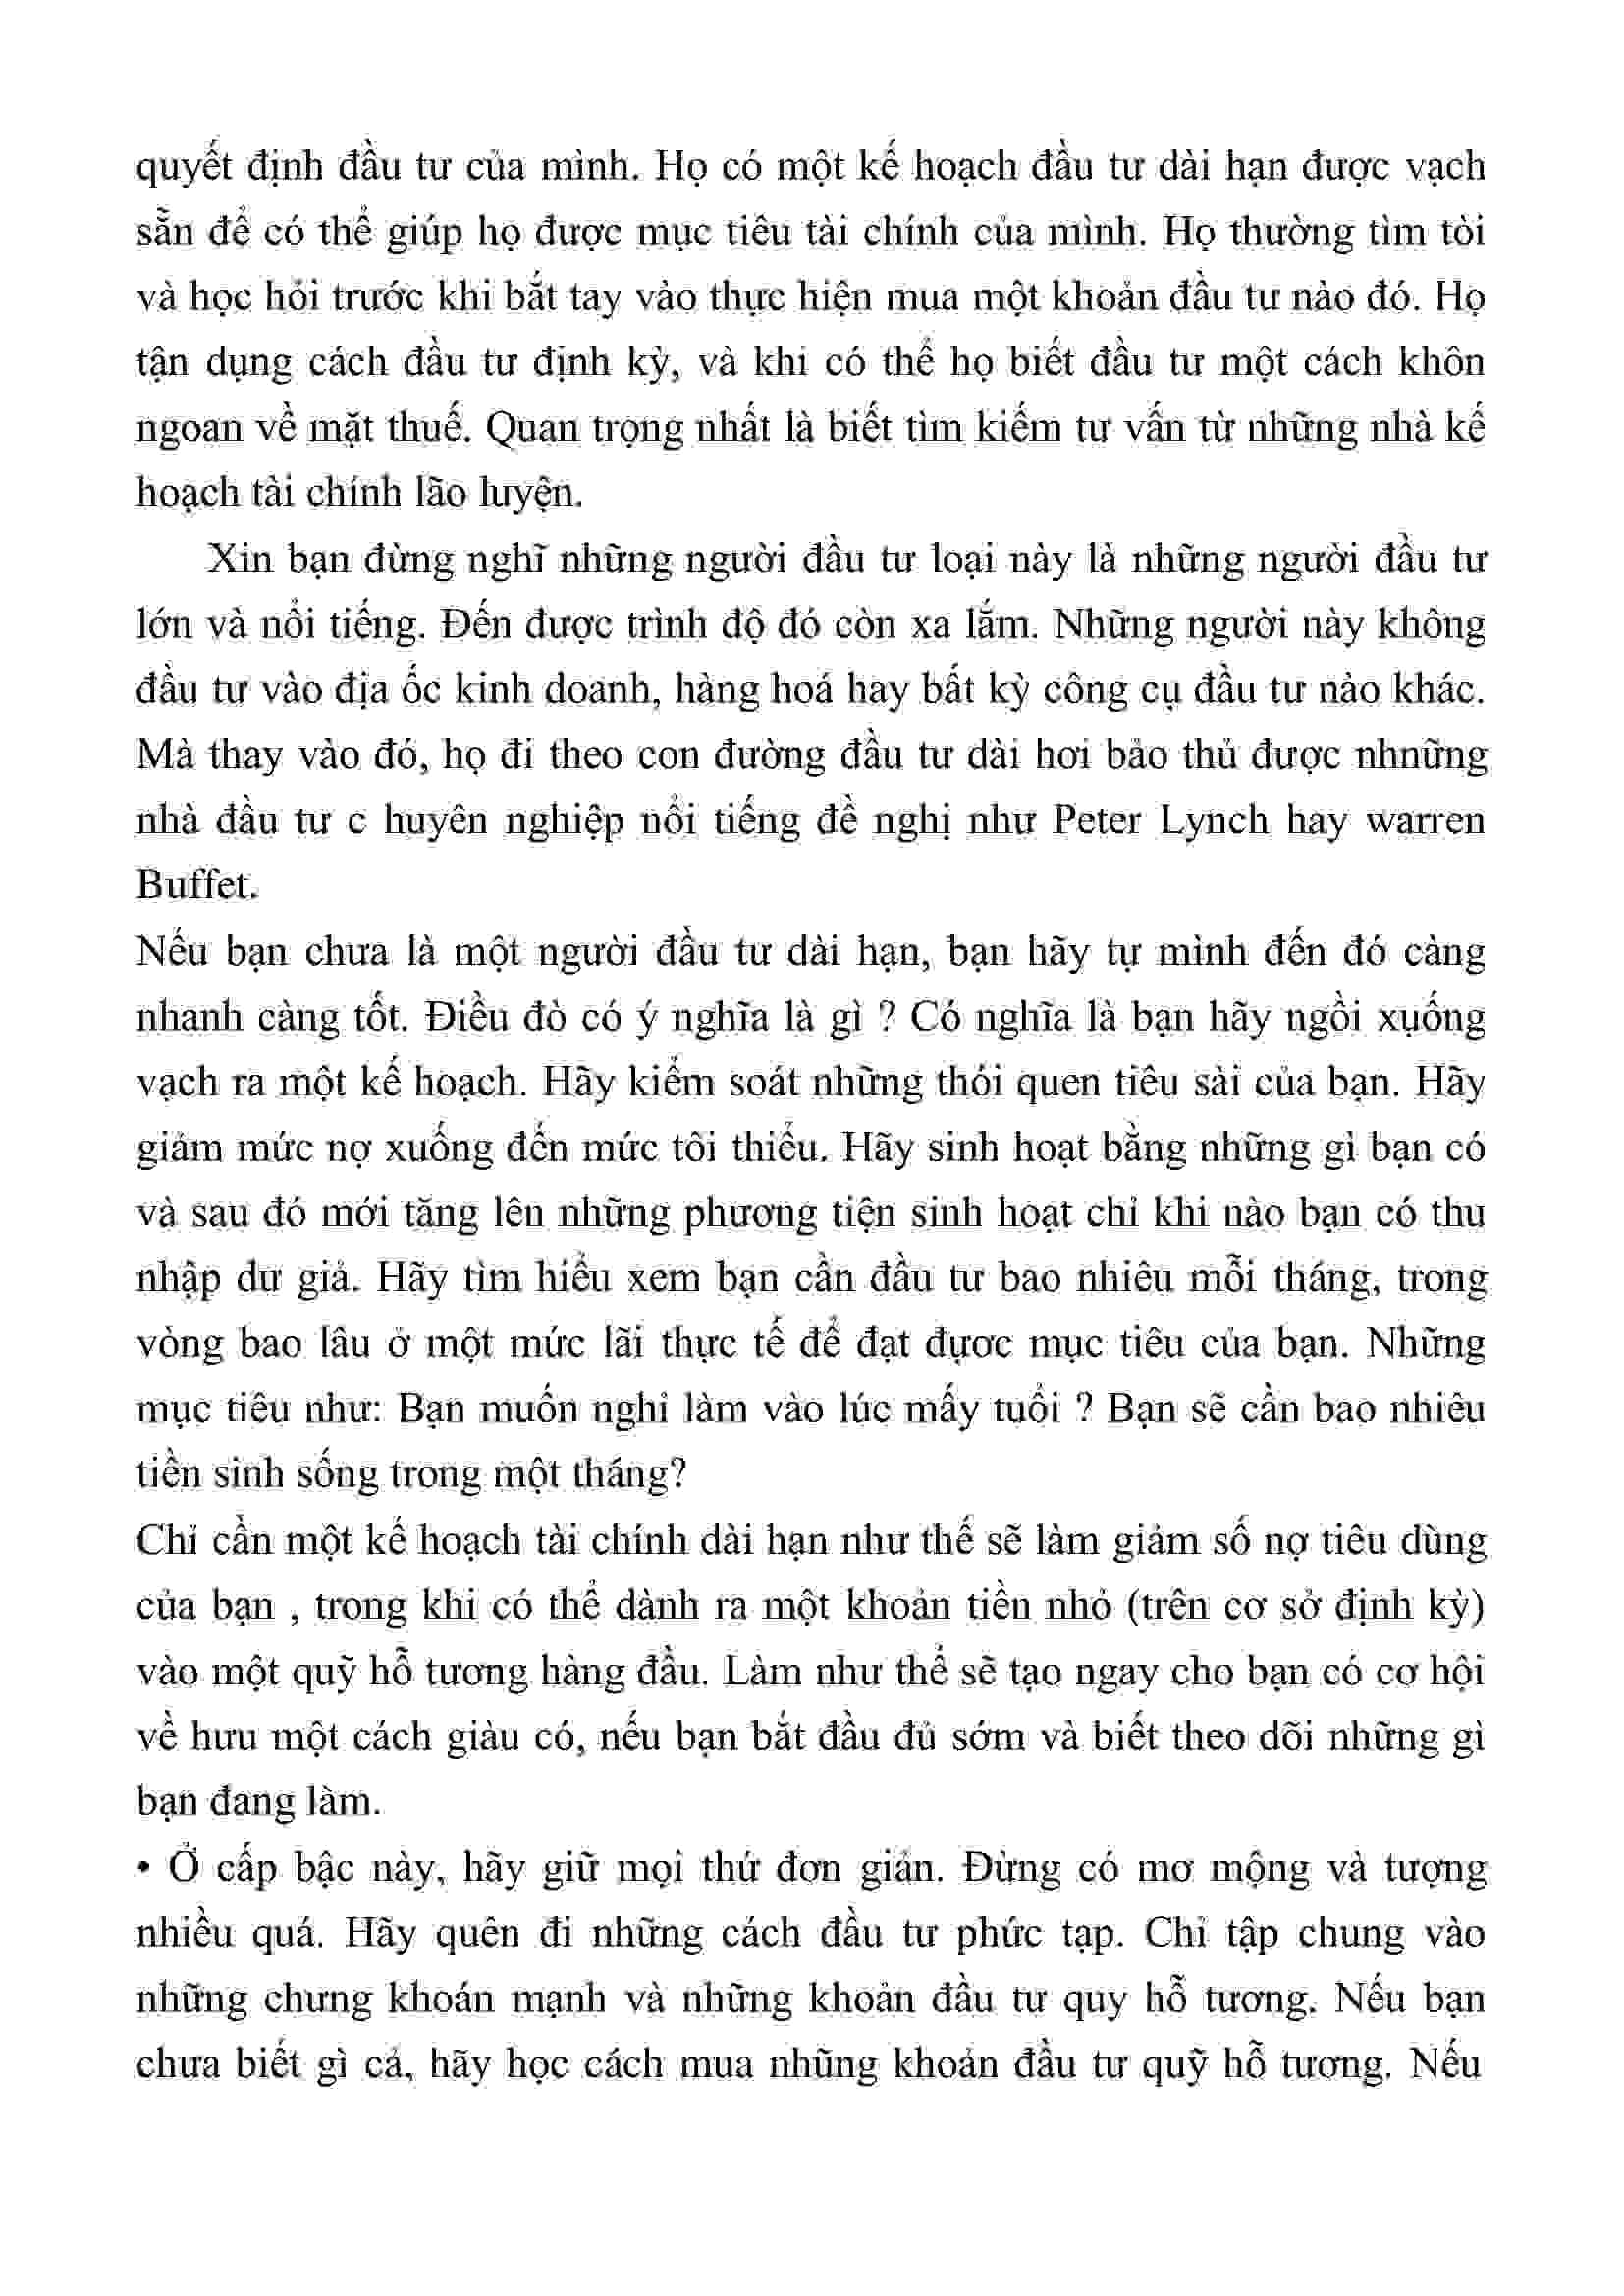 quyết định đầu tư của mình. Họ có một kế hoạch đầu tư dài hạn được vạch
sẵn để có thể giúp họ được mục tiêu tài chính của mình. Họ thường tìm tòi
và học hỏi trước khi bắt tay vào thực hiện mua một khoản đầu tư nào đó. Họ
tận dụng cách đầu tư định kỳ, và khi có thể họ biết đầu tư một cách khôn
ngoan về mặt thuế. Quan trọng nhất là biết tìm kiếm tư vấn từ những nhà kế
hoạch tài chính lão luyện.
Xin bạn đừng nghĩ những người đầu tư loại này là những người đầu tư
lớn và nổi tiếng. Đến được trình độ đó còn xa lắm. Những người này không
đầu tư vào địa ốc kinh doanh, hàng hoá hay bất kỳ công cụ đầu tư nào khác.
Mà thay vào đó, họ đi theo con đường đầu tư dài hơi bảo thủ được nhnững
nhà đầu tư c huyên nghiệp nổi tiếng đề nghị như Peter Lynch hay warren
Buffet.
Nếu bạn chưa là một người đầu tư dài hạn, bạn hãy tự mình đến đó càng
nhanh càng tốt. Điều đò có ý nghĩa là gì ? Có nghĩa là bạn hãy ngồi xụống
vạch ra một kế hoạch. Hãy kiểm soát những thói quen tiêu sài của bạn. Hãy
giảm mức nợ xuống đến mức tôi thiểu. Hãy sinh hoạt bằng những gì bạn có
và sau đó mới tăng lên những phương tiện sinh hoạt chỉ khi nào bạn có thu
nhập dư giả. Hãy tìm hiểu xem bạn cần đầu tư bao nhiêu mỗi tháng, trong
vòng bao lâu ở một mức lãi thực tế để đạt đựơc mục tiêu của bạn. Những
mục tiêu như: Bạn muốn nghỉ làm vào lúc mấy tuổi ? Bạn sẽ cần bao nhiêu
tiền sinh sống trong một tháng?
Chỉ cần một kế hoạch tài chính dài hạn như thế sẽ làm giảm số nợ tiêu dùng
của bạn , trong khi có thể dành ra một khoản tiền nhỏ (trên cơ sở định kỳ)
vào một quỹ hỗ tương hàng đầu. Làm như thể sẽ tạo ngay cho bạn có cơ hội
về hưu một cách giàu có, nếu bạn bắt đầu đủ sớm và biết theo dõi những gì
bạn đang làm.
• Ở cấp bậc này, hãy giữ mọi thứ đơn giản. Đừng có mơ mộng và tượng
nhiều quá. Hãy quên đi những cách đầu tư phức tạp. Chỉ tập chung vào
những chưng khoán mạnh và những khoản đầu tư quy hỗ tương. Nếu bạn
chưa biết gì cả, hãy học cách mua nhũng khoản đầu tư quỹ hỗ tương. Nếu